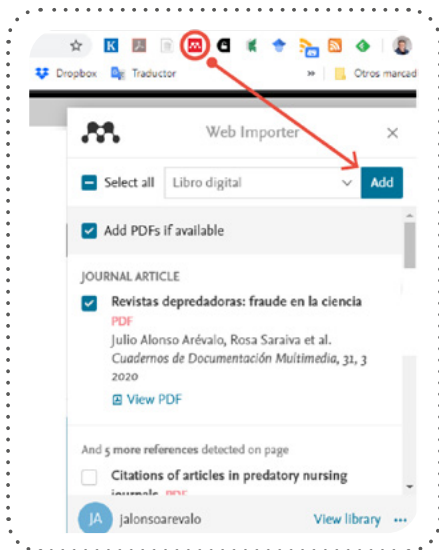 Dropbox Traductor » Otros marcad
Web Importer
Select all Libro digital Add
Add PDFs if available
JOURNAL ARTICLE
Revistas depredadoras: fraude en la ciencia
PDF
Julio Alonso Arévalo, Rosa Saraiva et al.
Cuadernos de Documentación Multimedia, 31, 3
2020
View PDF
And 5 more references detected on page
Citations of articles in predatory nursing
journals PDF
JA jalonsoarevalo View library